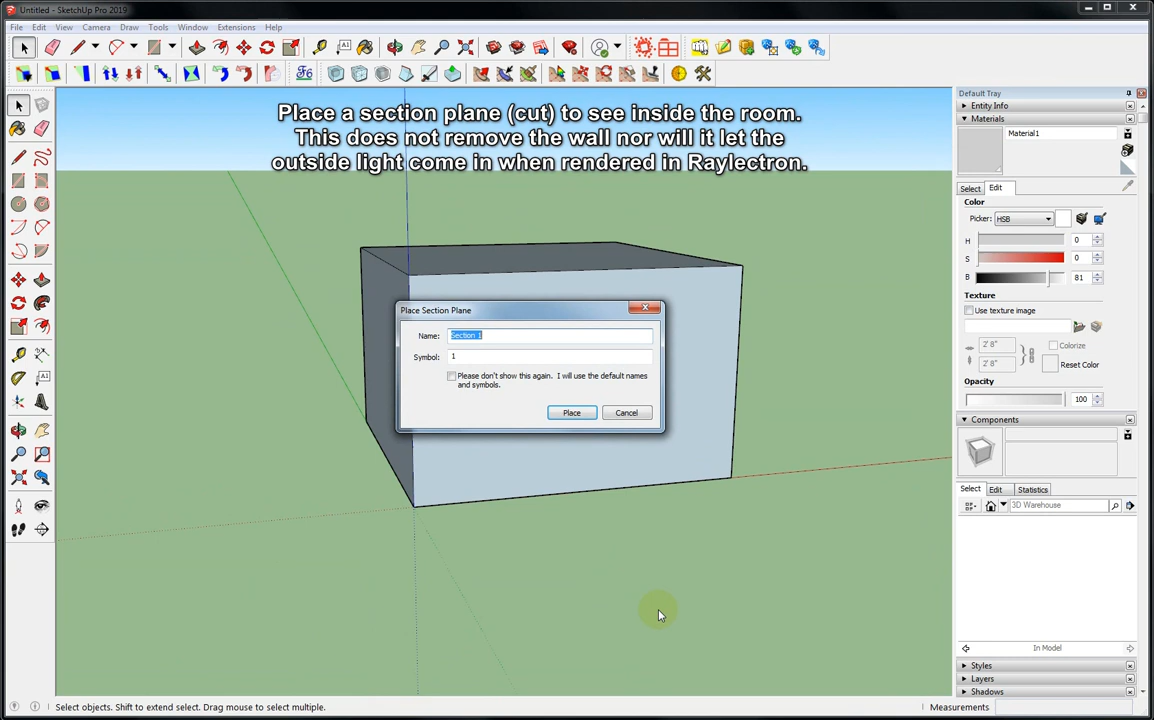 Untitled - SketchUp Pro 2019
File Edit View Camera Draw Tools Window Extensions Help
Place a section plane (cut) to see inside the room.
This does not remove the wall nor will it let the
outside light come in when rendered in Raylectron.
Place Section Plane
Name: Section 1
Symbol: 1
Please don't show this again. I will use the default names
and symbols.
Place Cancel
Default Tray
Entity Info
Materials
Material1
Select Edit
Color
Picker: HSB
H 0
S 0
B 81
Texture
Use texture image
2' 8" Colorize
2' 8" Reset Color
Opacity
100
Components
Select Edit Statistics
3D Warehouse
In Model
Styles
Layers
Shadows
Select objects. Shift to extend select. Drag mouse to select multiple.
Measurements